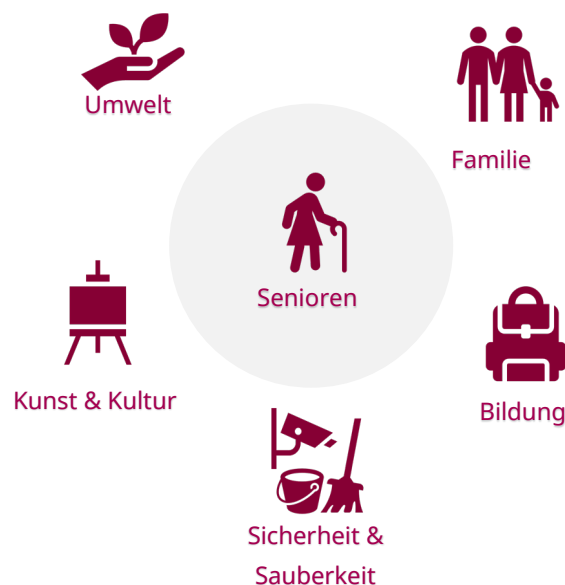 Umwelt
Familie
Senioren
Kunst & Kultur
Bildung
Sicherheit &
Sauberkeit